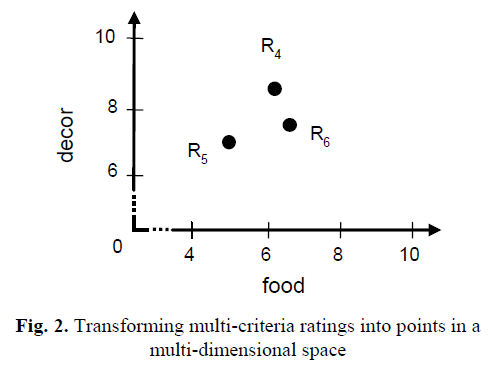 10
R4
8
decor
R6
R5
6
0
4 6 8 10
food
Fig. 2. Transforming multi-criteria ratings into points in a
multi-dimensional space